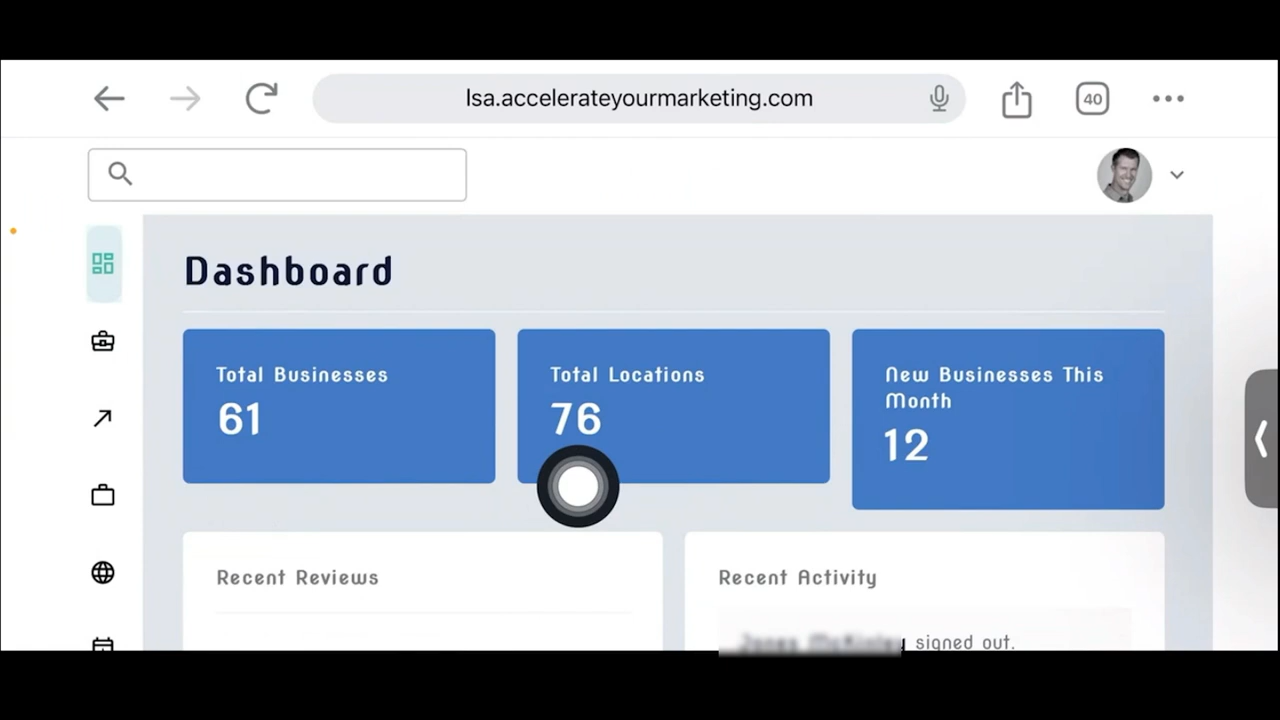 lsa.accelerateyourmarketing.com
40
Dashboard
Total Businesses
61
Total Locations
76
New Businesses This
Month
12
Recent Reviews
Recent Activity
signed out.